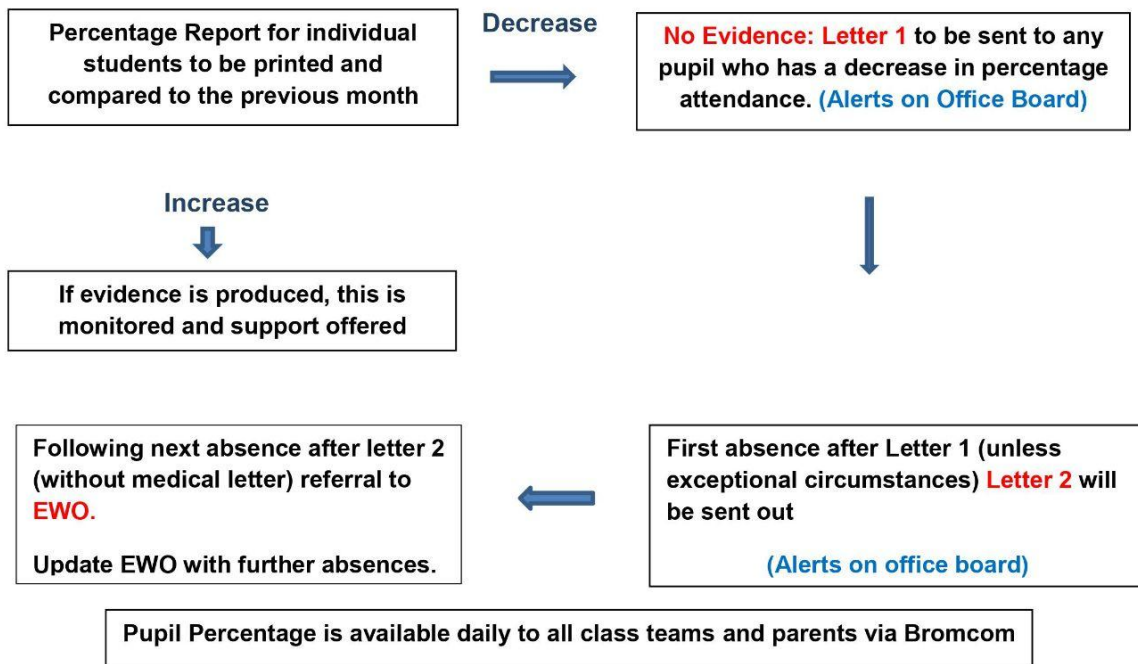 Percentage Report for individual
students to be printed and
compared to the previous month
Decrease
No Evidence: Letter 1 to be sent to any
pupil who has a decrease in percentage
attendance. (Alerts on Office Board)
Increase
If evidence is produced, this is
monitored and support offered
First absence after Letter 1 (unless
exceptional circumstances) Letter 2 will
be sent out
(Alerts on office board)
Following next absence after letter 2
(without medical letter) referral to
EWO.
Update EWO with further absences.
Pupil Percentage is available daily to all class teams and parents via Bromcom